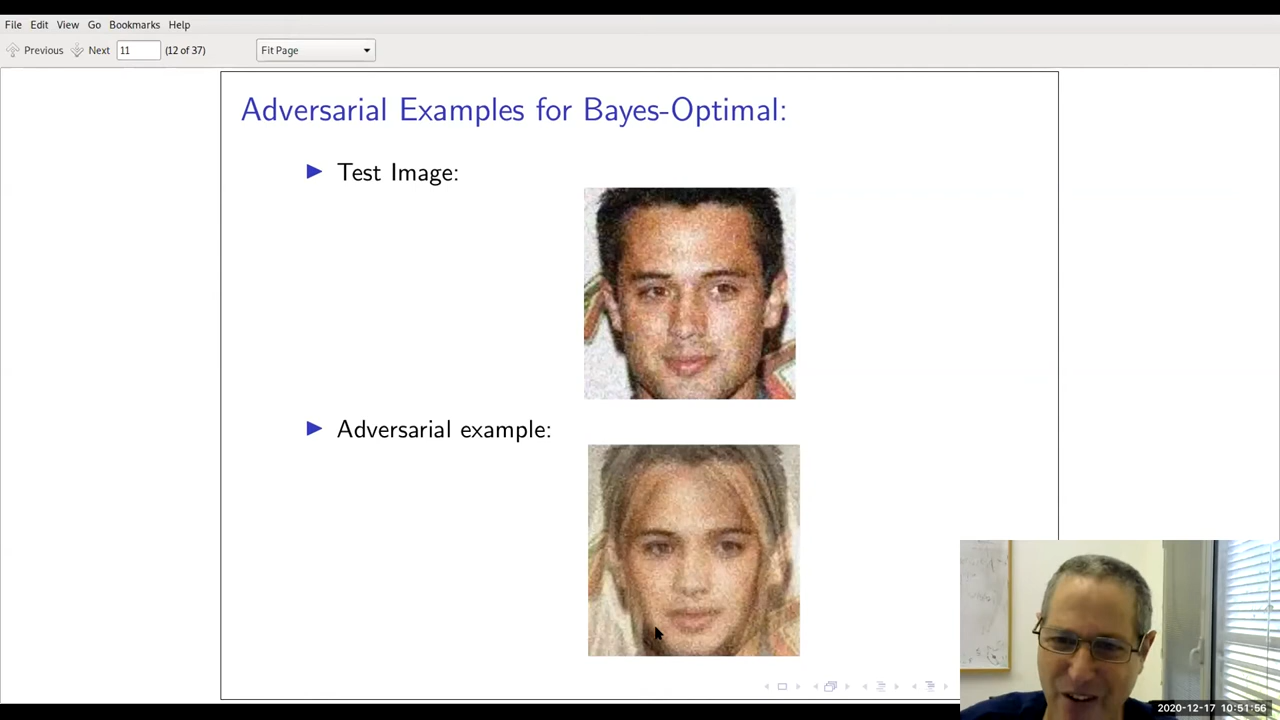 File Edit View Go Bookmarks Help
Previous Next 11 (12 of 37) Fit Page
Adversarial Examples for Bayes-Optimal:
Test Image:
Adversarial example:
2020-12-17 10:51:56